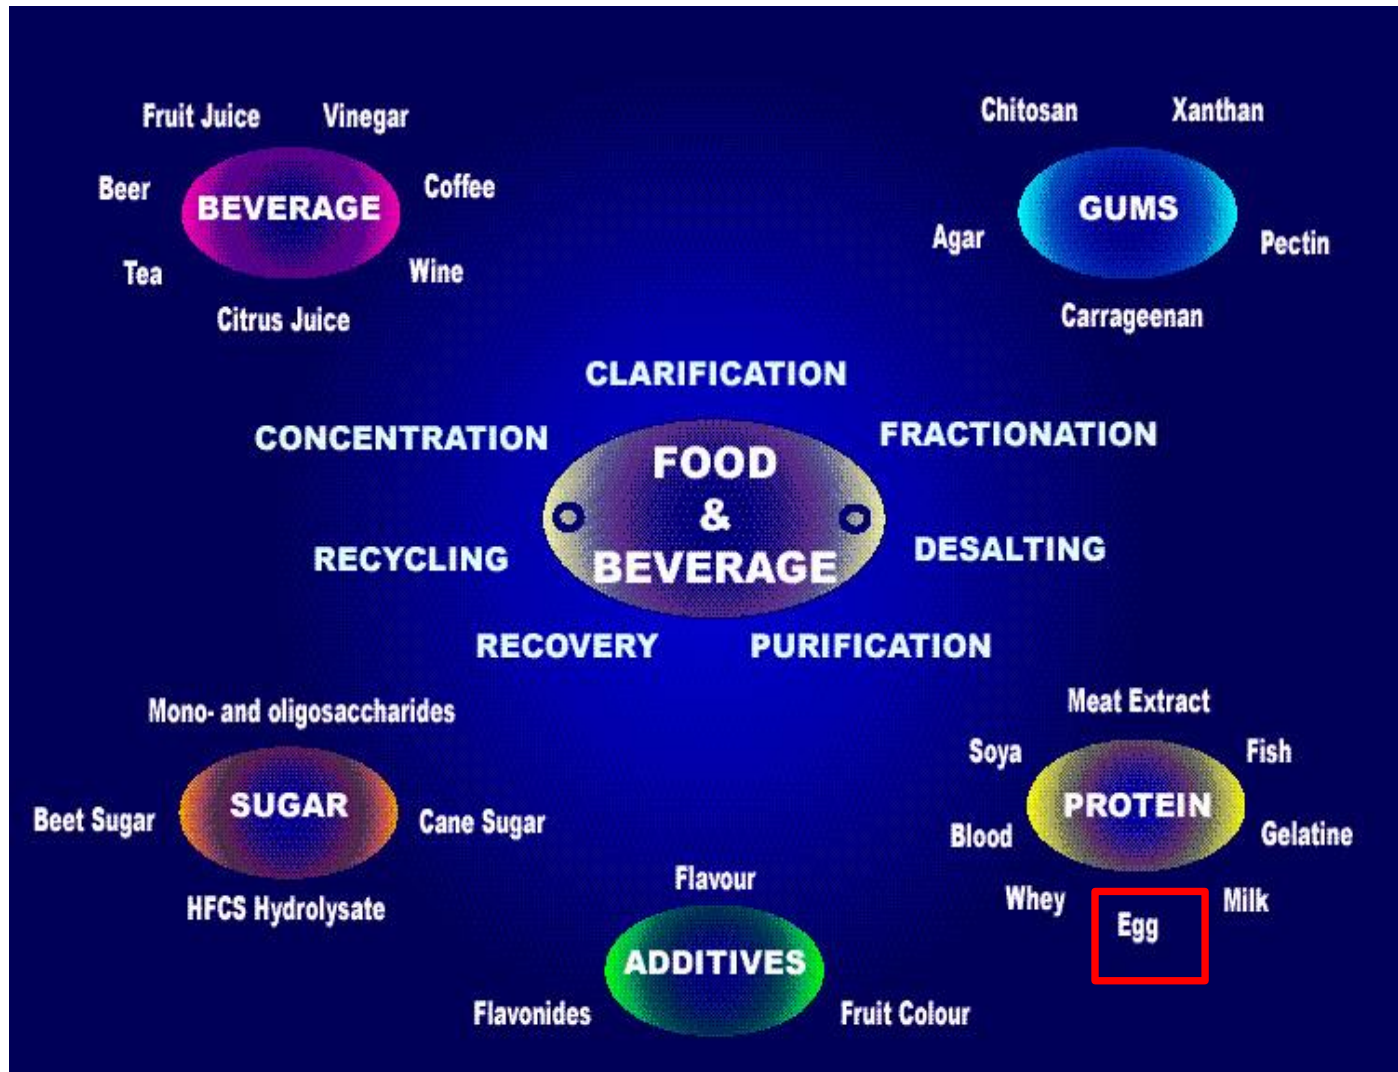 Fruit Juice
Vinegar
Beer
BEVERAGE
Coffee
Tea
Wine
Citrus Juice
Chitosan
Xanthan
GUMS
Agar
Pectin
Carrageenan
CLARIFICATION
CONCENTRATION
FRACTIONATION
FOOD
&
BEVERAGE
RECYCLING
DESALTING
RECOVERY
PURIFICATION
Mono- and oligosaccharides
SUGAR
Beet Sugar
Cane Sugar
HFCS Hydrolysate
Meat Extract
Soya
Fish
PROTEIN
Blood
Gelatine
Whey
Egg
Milk
Flavour
ADDITIVES
Flavonides
Fruit Colour